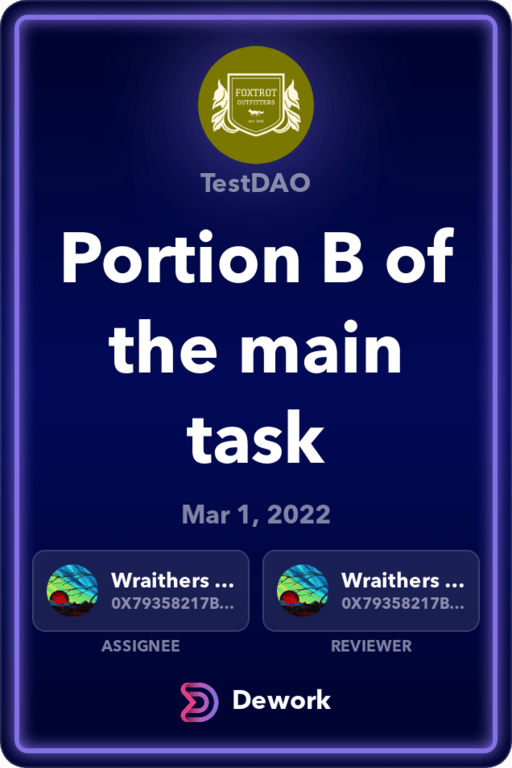 FOXTROT
OUTFITTERS
TestDAO
Portion B of
the main
task
Mar 1, 2022
Wraithers ...
0X79358217B...
Wraithers ...
0X79358217B...
ASSIGNEE
REVIEWER
Dework